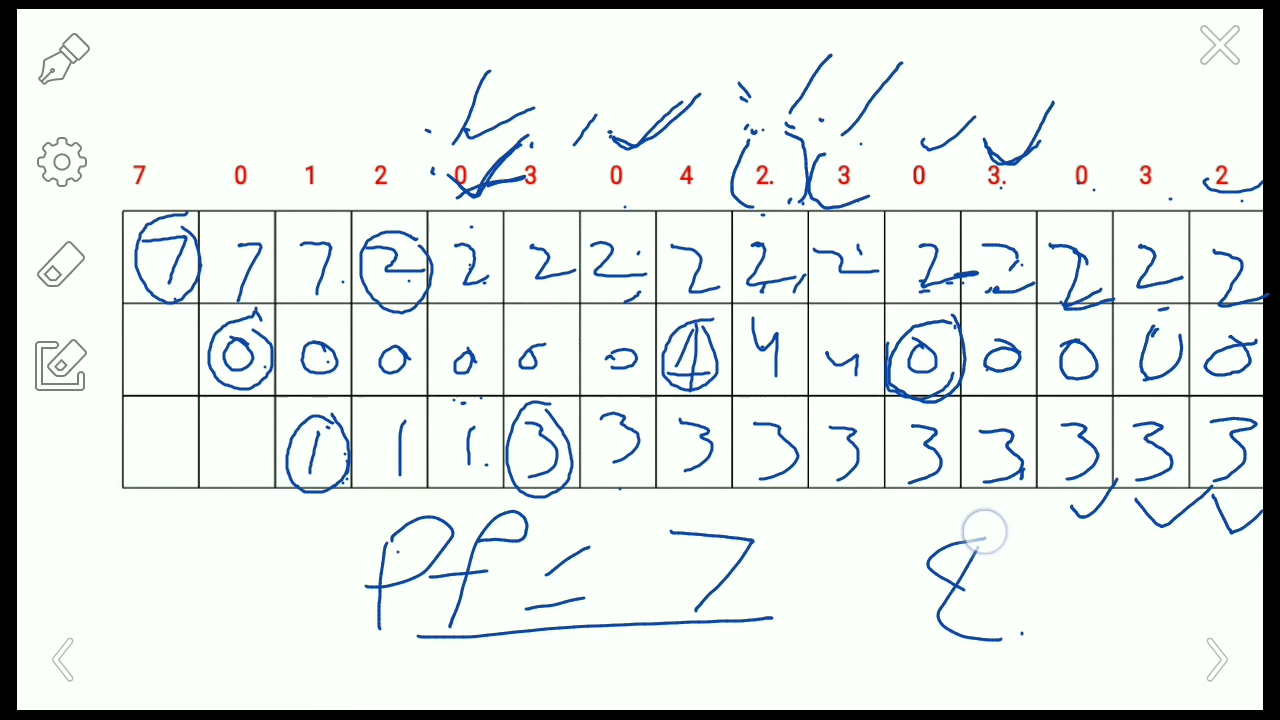 7 0 1 2 0 3 0 4 2. 3 0 3. 0 3 2
7 7 7 2 2 2 2 2 2 2 2 2 2 2 2
0 0 0 0 0 0 4 4 4 0 0 0 0 0
1 1 1 3 3 3 3 3 3 3 3 3 3
Pf = 7